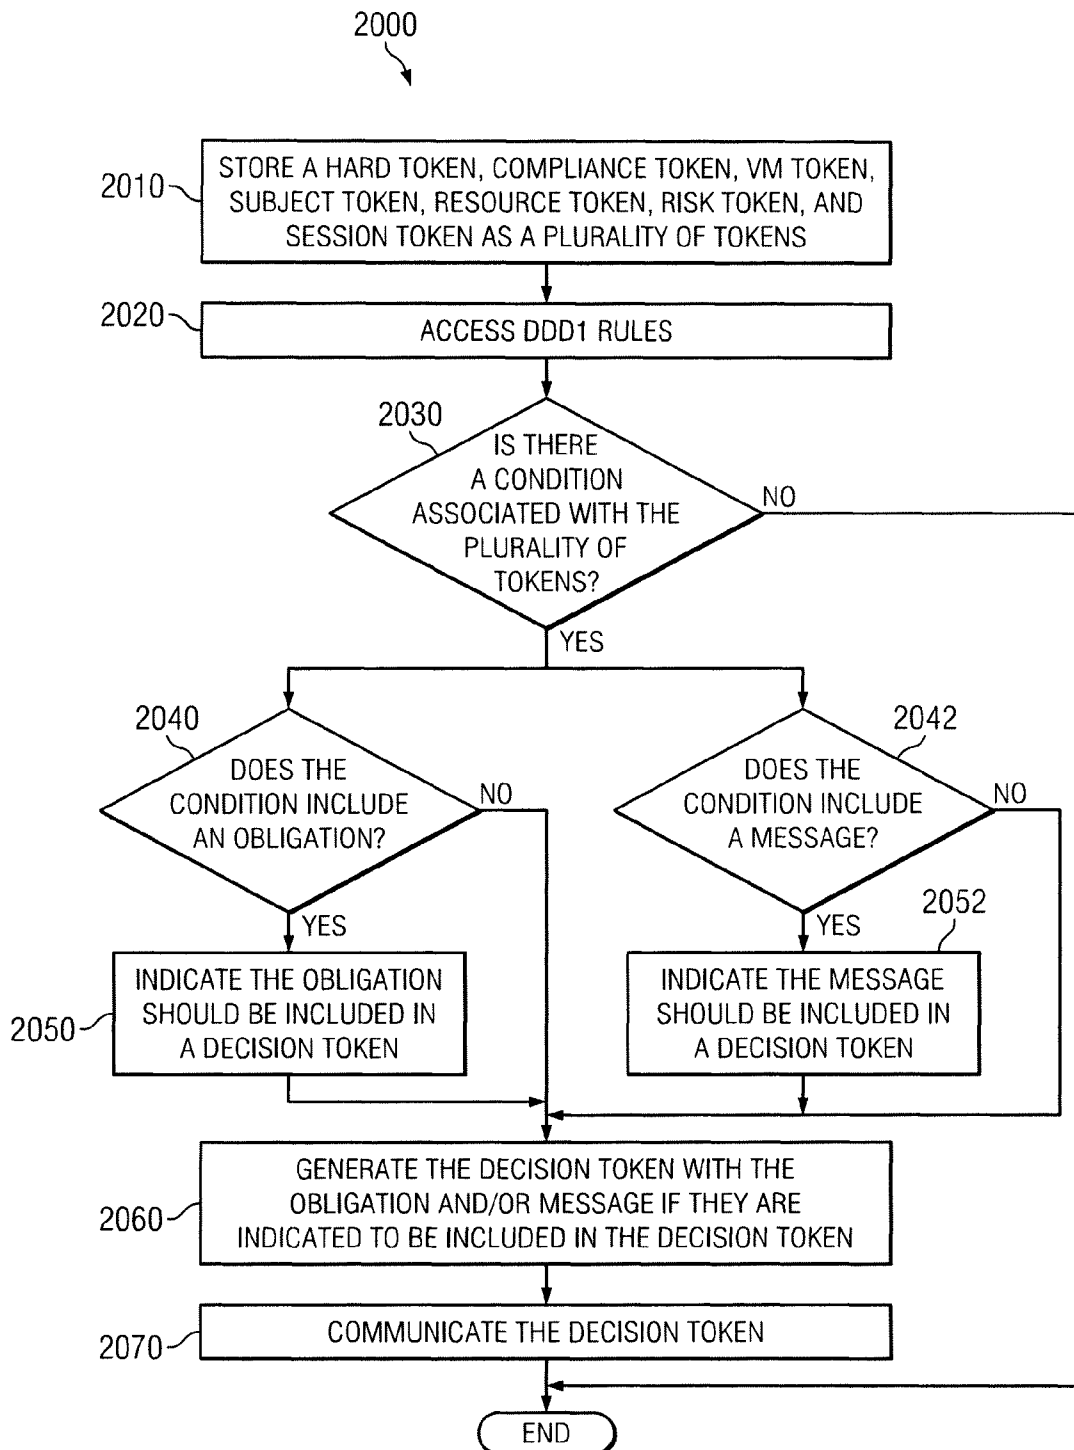 2000
2010
STORE A HARD TOKEN, COMPLIANCE TOKEN, VM TOKEN,
SUBJECT TOKEN, RESOURCE TOKEN, RISK TOKEN, AND
SESSION TOKEN AS A PLURALITY OF TOKENS
2020
ACCESS DDD1 RULES
2030
IS THERE
A CONDITION
ASSOCIATED WITH THE
PLURALITY OF
TOKENS?
NO
YES
2040
DOES THE
CONDITION INCLUDE
AN OBLIGATION?
NO
YES
2042
DOES THE
CONDITION INCLUDE
A MESSAGE?
NO
YES
2050
INDICATE THE OBLIGATION
SHOULD BE INCLUDED IN
A DECISION TOKEN
2052
INDICATE THE MESSAGE
SHOULD BE INCLUDED IN
A DECISION TOKEN
2060
GENERATE THE DECISION TOKEN WITH THE
OBLIGATION AND/OR MESSAGE IF THEY ARE
INDICATED TO BE INCLUDED IN THE DECISION TOKEN
2070
COMMUNICATE THE DECISION TOKEN
END